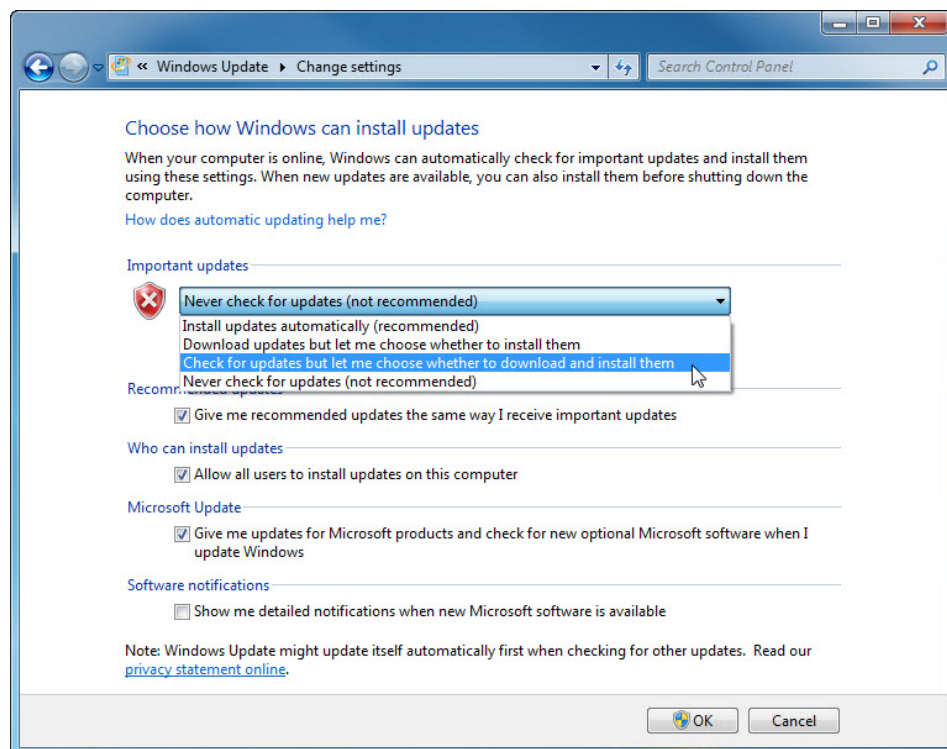 « Windows Update ▸ Change settings
Search Control Panel
Choose how Windows can install updates
When your computer is online, Windows can automatically check for important updates and install them
using these settings. When new updates are available, you can also install them before shutting down the
computer.
How does automatic updating help me?
Important updates
Never check for updates (not recommended)
Install updates automatically (recommended)
Download updates but let me choose whether to install them
Check for updates but let me choose whether to download and install them
Never check for updates (not recommended)
Recommended updates
Give me recommended updates the same way I receive important updates
Who can install updates
Allow all users to install updates on this computer
Microsoft Update
Give me updates for Microsoft products and check for new optional Microsoft software when I
update Windows
Software notifications
Show me detailed notifications when new Microsoft software is available
Note: Windows Update might update itself automatically first when checking for other updates. Read our
privacy statement online.
OK
Cancel